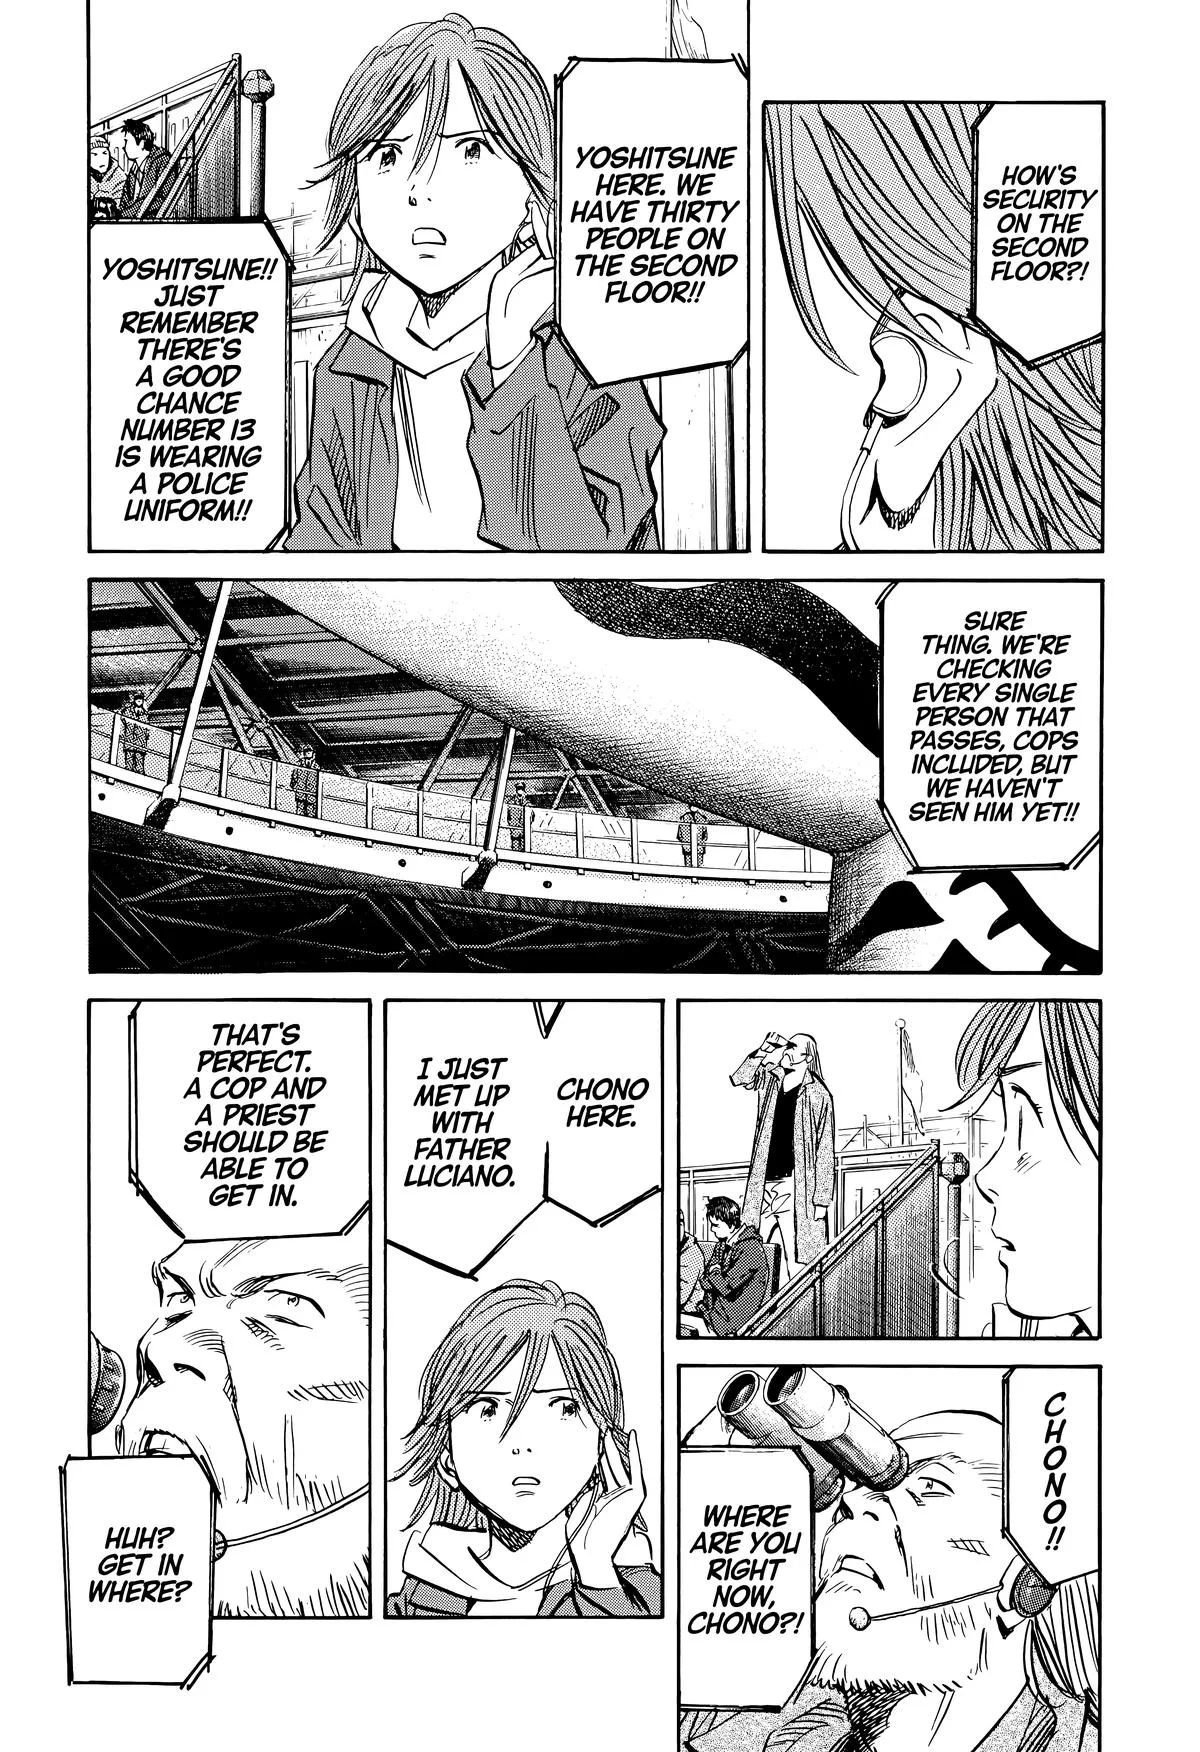 HOW'S
SECURITY
ON THE
SECOND
FLOOR?!
YOSHITSUNE
HERE. WE
HAVE THIRTY
PEOPLE ON
THE SECOND
FLOOR!!
YOSHITSUNE!!
JUST
REMEMBER
THERE'S
A GOOD
CHANCE
NUMBER 13
IS WEARING
A POLICE
UNIFORM!!
SURE
THING. WE'RE
CHECKING
EVERY SINGLE
PERSON THAT
PASSES, COPS
INCLUDED, BUT
WE HAVEN'T
SEEN HIM YET!!
CHONO!!
WHERE
ARE YOU
RIGHT
NOW,
CHONO?!
CHONO
HERE.
I JUST
MET UP
WITH
FATHER
LUCIANO.
THAT'S
PERFECT.
A COP AND
A PRIEST
SHOULD BE
ABLE TO
GET IN.
HUH?
GET IN
WHERE?